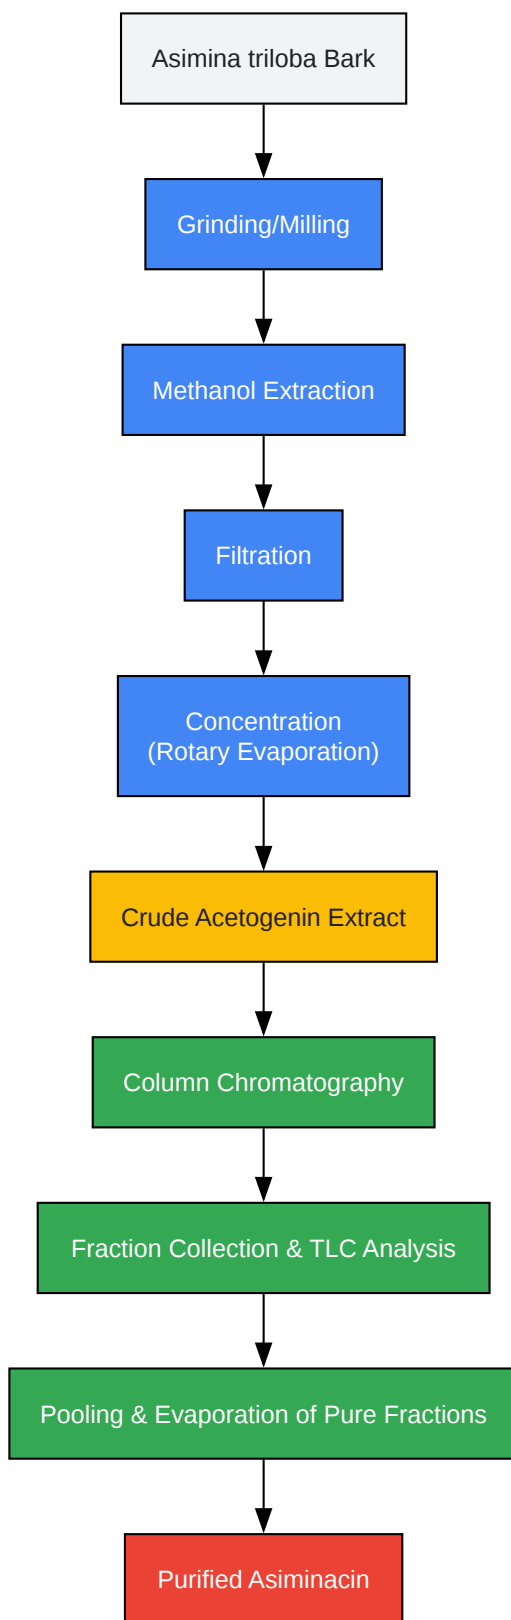 Asimina triloba Bark
Grinding/Milling
Methanol Extraction
Filtration
Concentration
(Rotary Evaporation)
Crude Acetogenin Extract
Column Chromatography
Fraction Collection & TLC Analysis
Pooling & Evaporation of Pure Fractions
Purified Asiminacin